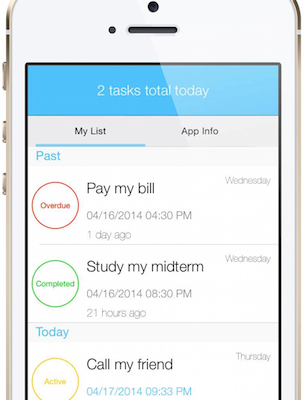 2 tasks total today
My List
App Info
Past
Wednesday
Pay my bill
Overdue
04/16/2014 04:30 PM
1 day ago
Wednesday
Study my midterm
Completed
04/16/2014 08:30 PM
21 hours ago
Today
Thursday
Call my friend
Active
04/17/2014 09:33 PM